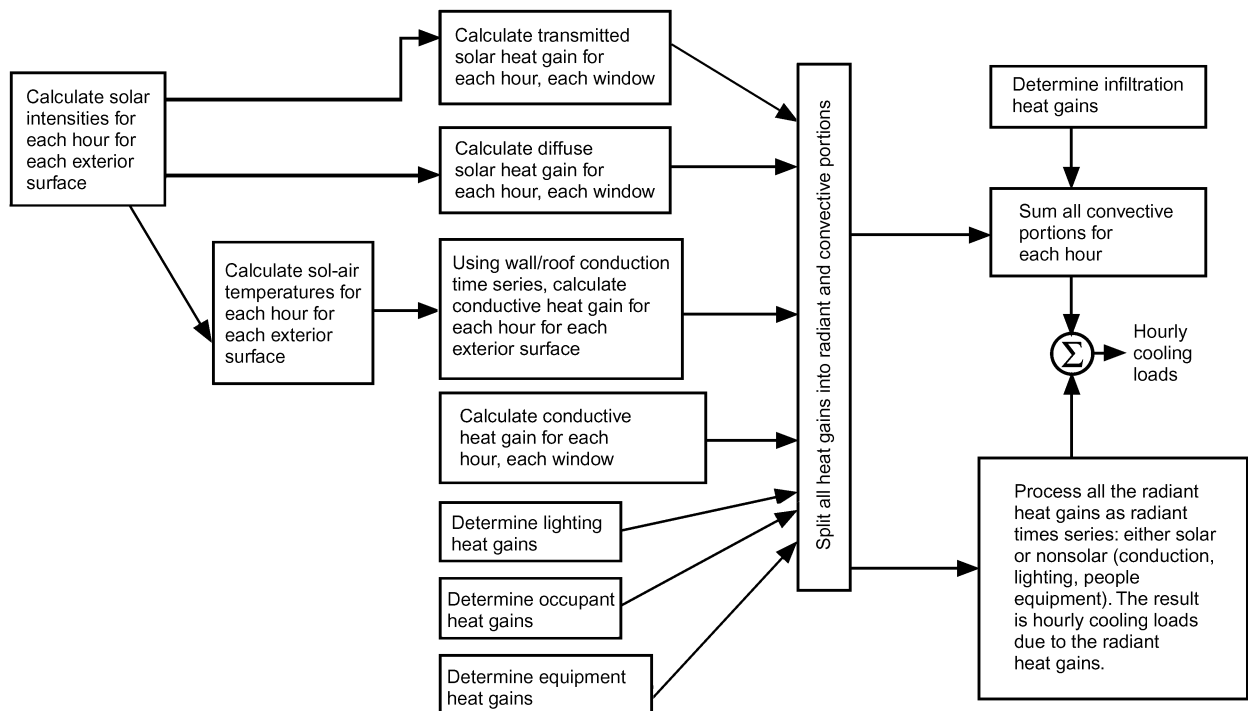 Calculate solar
intensities for
each hour for
each exterior
surface
Calculate transmitted
solar heat gain for
each hour, each window
Calculate diffuse
solar heat gain for
each hour, each window
Calculate sol-air
temperatures for
each hour for
each exterior
surface
Using wall/roof conduction
time series, calculate
conductive heat gain for
each hour for each
exterior surface
Calculate conductive
heat gain for each
hour, each window
Determine lighting
heat gains
Determine occupant
heat gains
Determine equipment
heat gains
Split all heat gains into radiant and convective portions
Determine infiltration
heat gains
Sum all convective
portions for
each hour
Σ
Hourly
cooling
loads
Process all the radiant
heat gains as radiant
times series: either solar
or nonsolar (conduction,
lighting, people
equipment). The result
is hourly cooling loads
due to the radiant
heat gains.